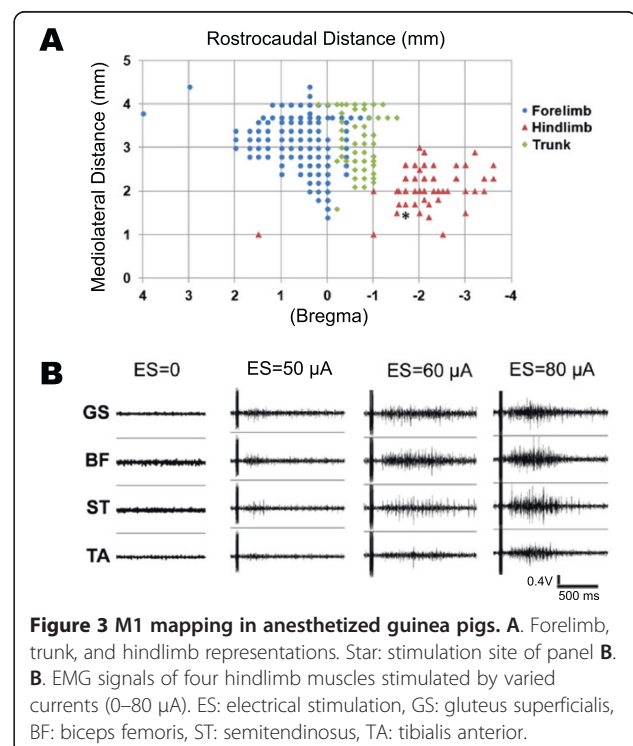 A
Rostrocaudal Distance (mm)
Mediolateral Distance (mm)
5
4
3
2
1
0
4 3 2 1 0 -1 -2 -3 -4
(Bregma)
Forelimb
Hindlimb
Trunk
*
B
ES=0 ES=50 µA ES=60 µA ES=80 µA
GS
BF
ST
TA
0.4V
500 ms
Figure 3 M1 mapping in anesthetized guinea pigs. A. Forelimb,
trunk, and hindlimb representations. Star: stimulation site of panel B.
B. EMG signals of four hindlimb muscles stimulated by varied
currents (0–80 µA). ES: electrical stimulation, GS: gluteus superficialis,
BF: biceps femoris, ST: semitendinosus, TA: tibialis anterior.